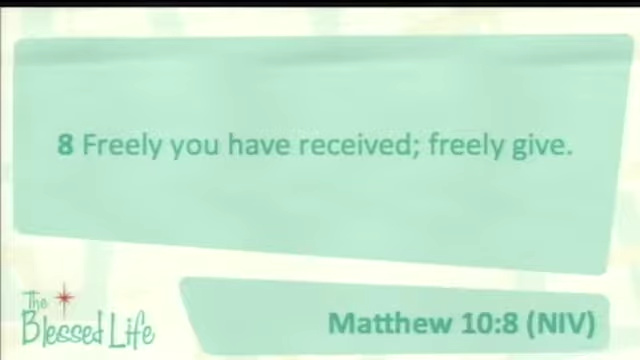 8 Freely you have received; freely give.
The
Blessed Life
Matthew 10:8 (NIV)